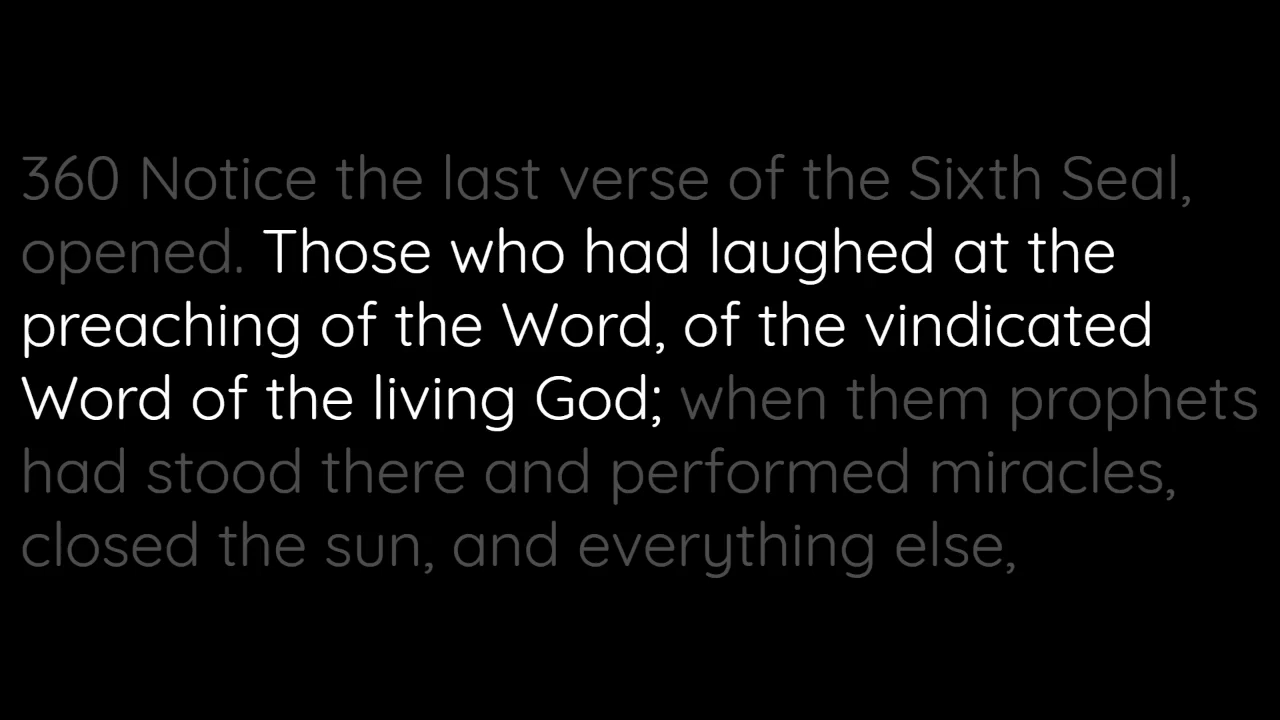 360 Notice the last verse of the Sixth Seal,
opened. Those who had laughed at the
preaching of the Word, of the vindicated
Word of the living God; when them prophets
had stood there and performed miracles,
closed the sun, and everything else,